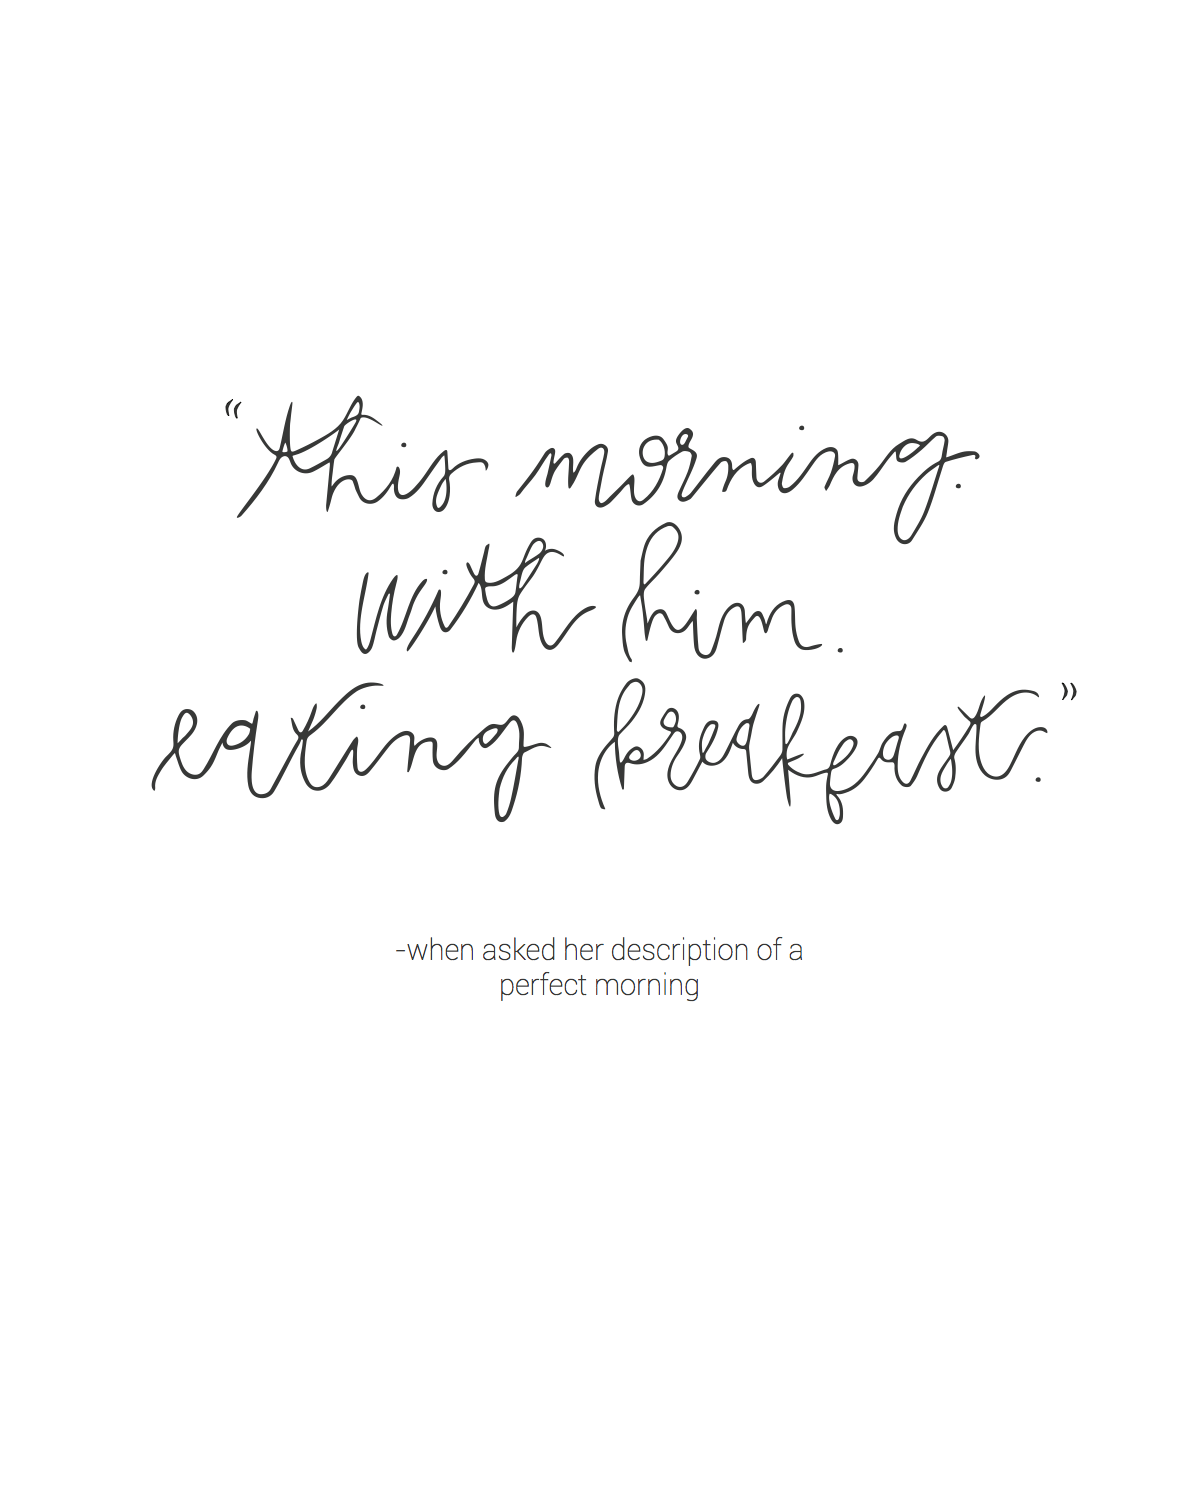 “this morning.
with him.
eating breakfast.”
-when asked her description of a
perfect morning